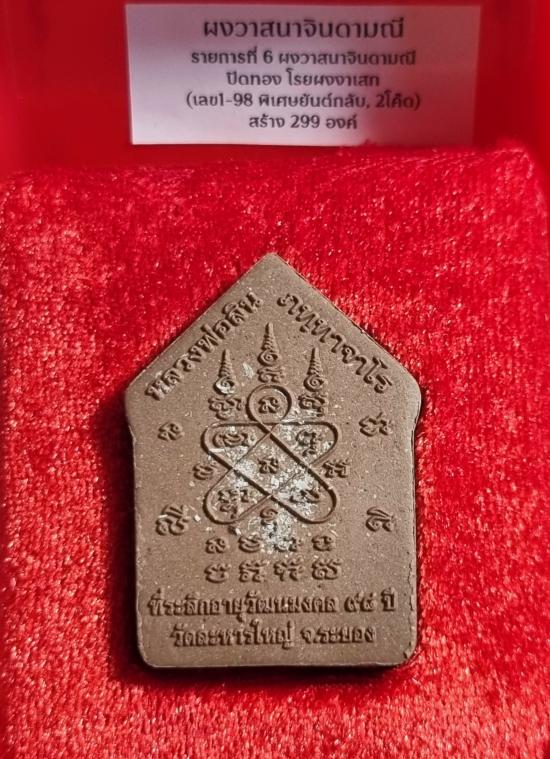 ผงวาสนาจินดามณี
รายการที่ 6 ผงวาสนาจินดามณี
ปิดทอง โรยผงงาเสก
(เลข1-98 พิเศษยันต์กลับ, 2โค๊ด)
สร้าง 299 องค์
หลวงพ่อสิน ภทฺทาจาโร
ที่ระลึกอายุวัฒนมงคล ๙๔ ปี
วัดละหารใหญ่ จ.ระยอง